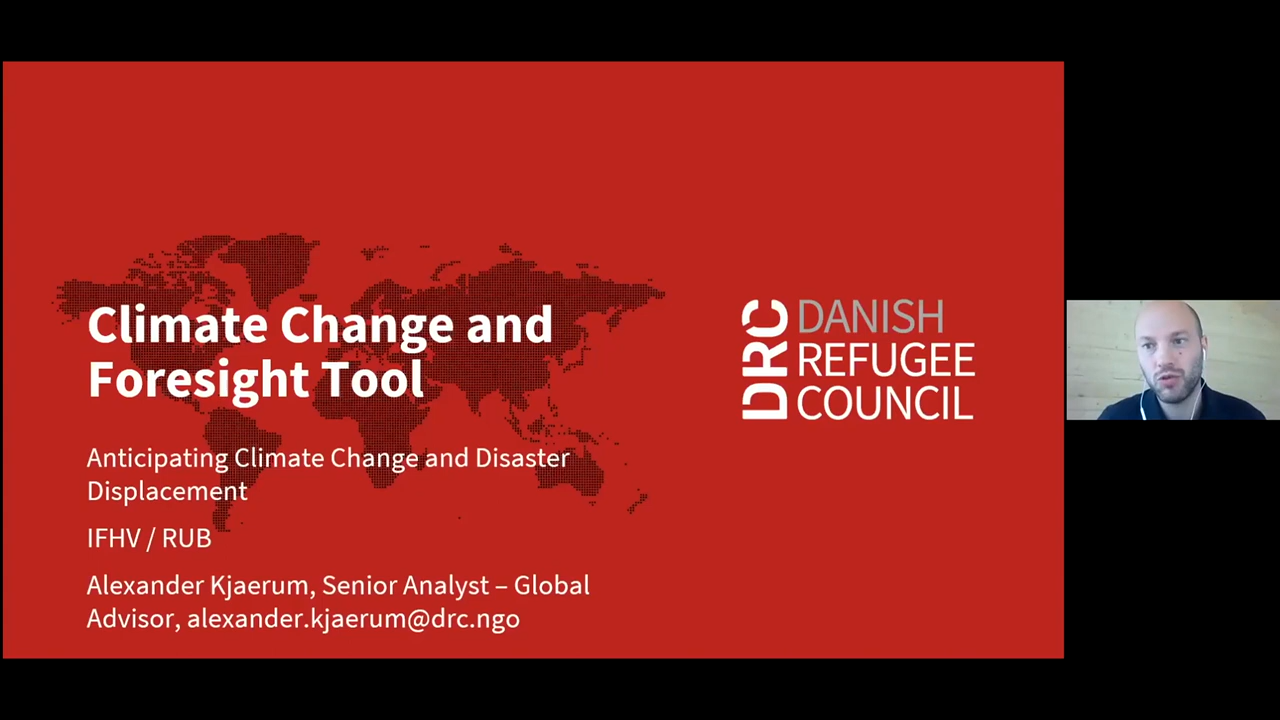 Climate Change and
Foresight Tool
Anticipating Climate Change and Disaster
Displacement
IFHV / RUB
Alexander Kjaerum, Senior Analyst – Global
Advisor, alexander.kjaerum@drc.ngo
DRC
DANISH
REFUGEE
COUNCIL